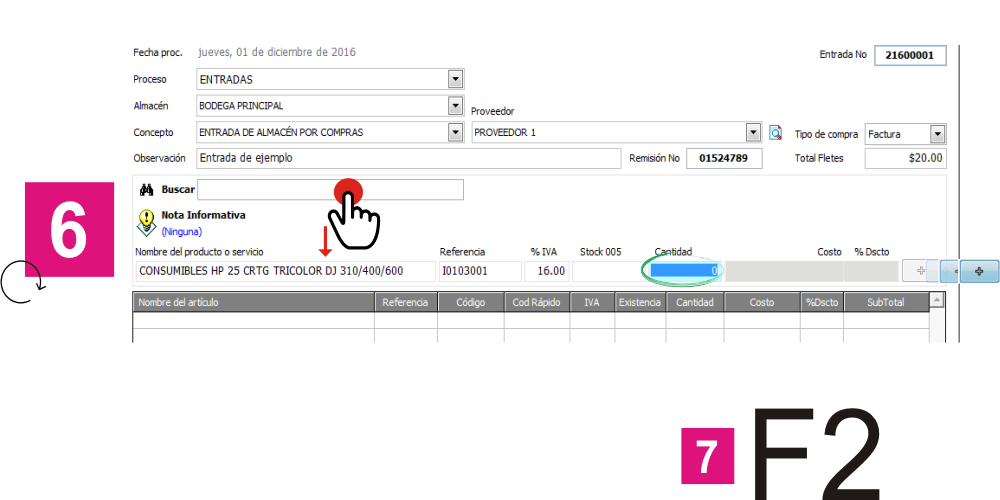 Fecha proc. jueves, 01 de diciembre de 2016 Entrada No 21600001
Proceso ENTRADAS
Almacén BODEGA PRINCIPAL Proveedor
Concepto ENTRADA DE ALMACÉN POR COMPRAS PROVEEDOR 1 Tipo de compra Factura
Observación Entrada de ejemplo Remisión No 01524789 Total Fletes $20.00
6
Buscar
Nota Informativa
(Ninguna)
Nombre del producto o servicio Referencia % IVA Stock 005 Cantidad Costo % Dscto
CONSUMIBLES HP 25 CRTG TRICOLOR DJ 310/400/600 I0103001 16.00 0
Nombre del artículo Referencia Código Cod Rápido IVA Existencia Cantidad Costo %Dscto SubTotal
7 F2